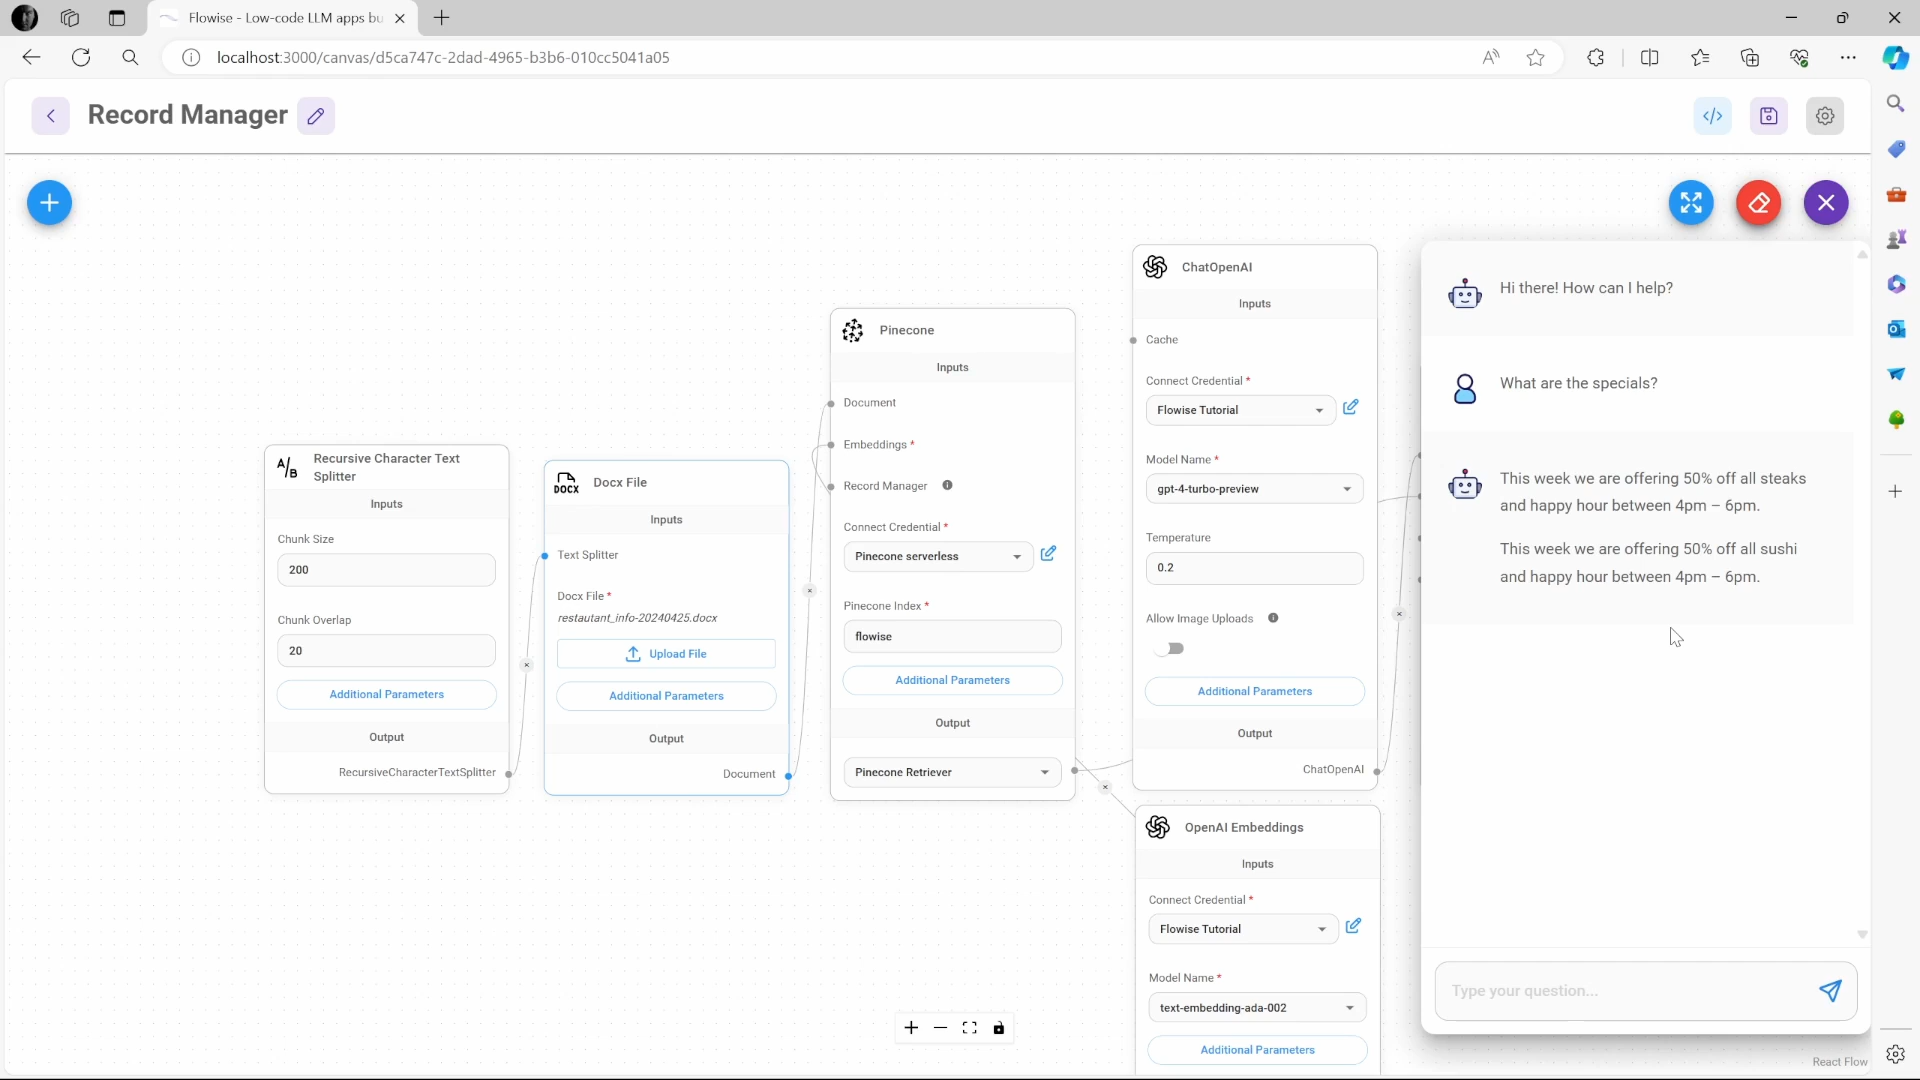 Flowise - Low-code LLM apps bu
localhost:3000/canvas/d5ca747c-2dad-4965-b3b6-010cc5041a05
Record Manager
A/B
Recursive Character Text
Splitter
Inputs
Chunk Size
200
Chunk Overlap
20
Additional Parameters
Output
RecursiveCharacterTextSplitter
DOCX
Docx File
Inputs
Text Splitter
Docx File *
restautant_info-20240425.docx
Upload File
Additional Parameters
Output
Document
Pinecone
Inputs
Document
Embeddings *
Record Manager
Connect Credential *
Pinecone serverless
Pinecone Index *
flowise
Additional Parameters
Output
Pinecone Retriever
ChatOpenAI
Inputs
Cache
Connect Credential *
Flowise Tutorial
Model Name *
gpt-4-turbo-preview
Temperature
0.2
Allow Image Uploads
Additional Parameters
Output
ChatOpenAI
OpenAI Embeddings
Inputs
Connect Credential *
Flowise Tutorial
Model Name *
text-embedding-ada-002
Additional Parameters
Hi there! How can I help?
What are the specials?
This week we are offering 50% off all steaks
and happy hour between 4pm – 6pm.
This week we are offering 50% off all sushi
and happy hour between 4pm – 6pm.
Type your question...
React Flow